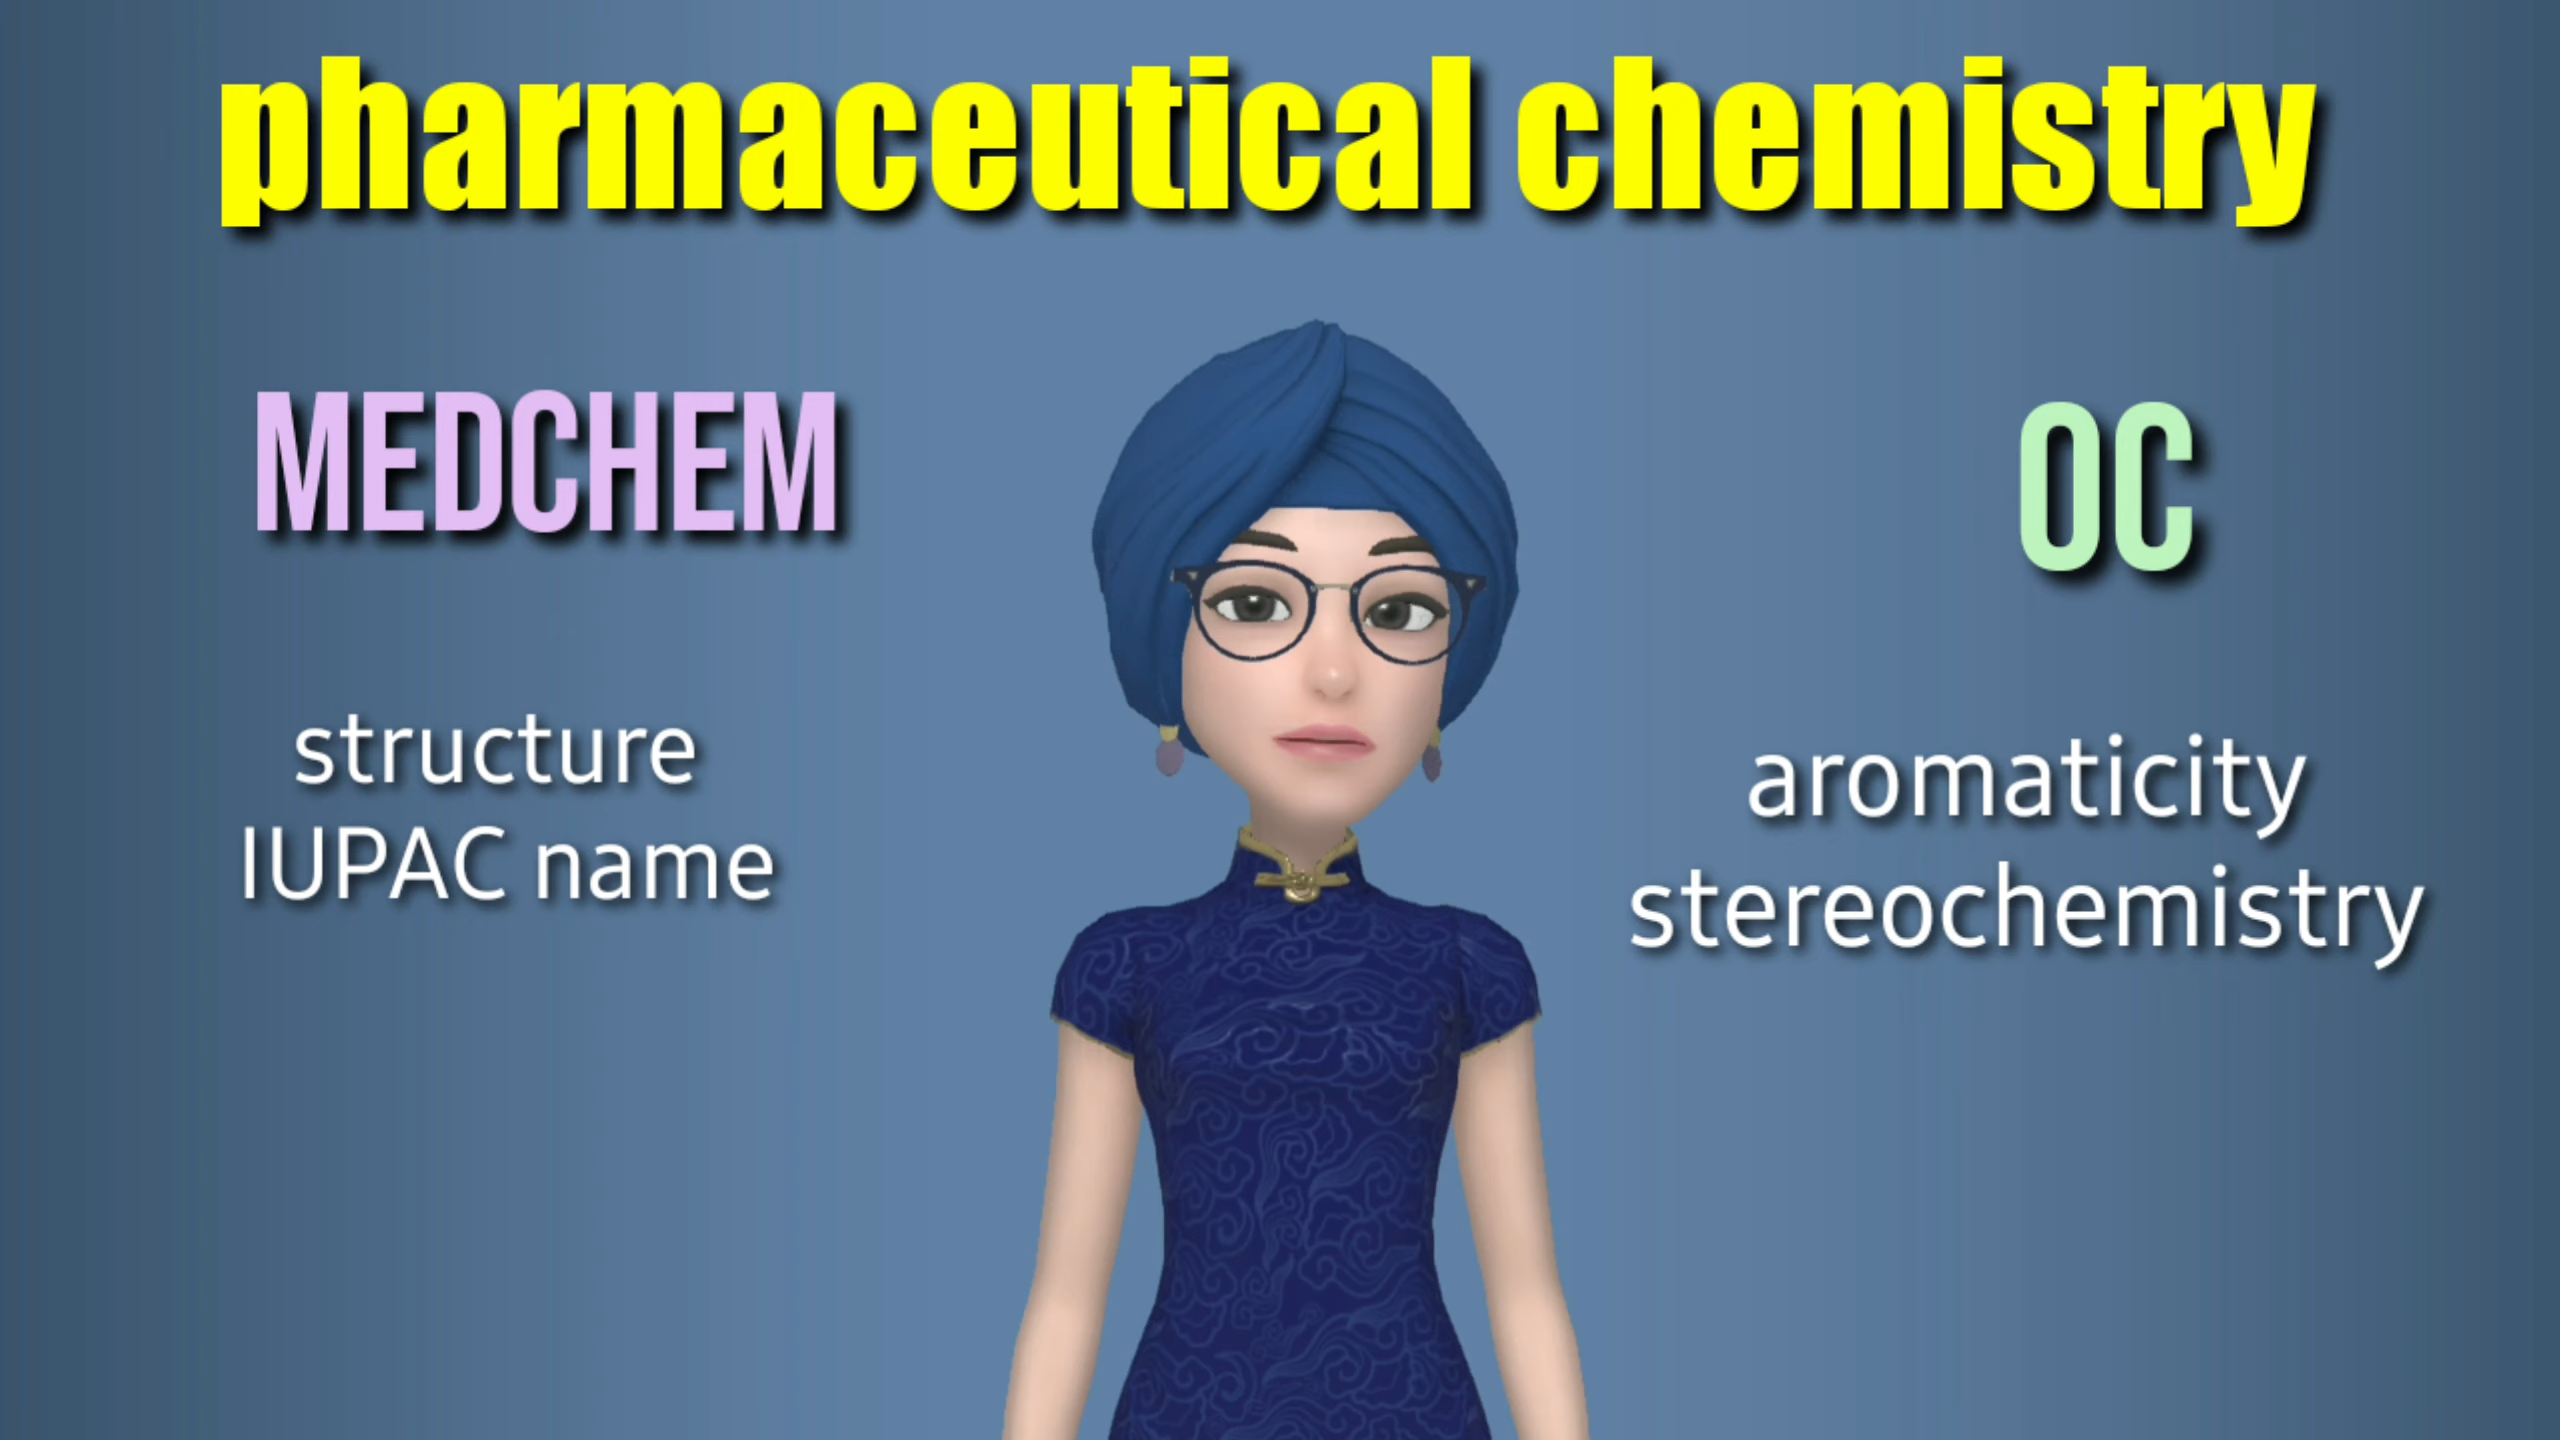 pharmaceutical chemistry
MEDCHEM
structure
IUPAC name
OC
aromaticity
stereochemistry